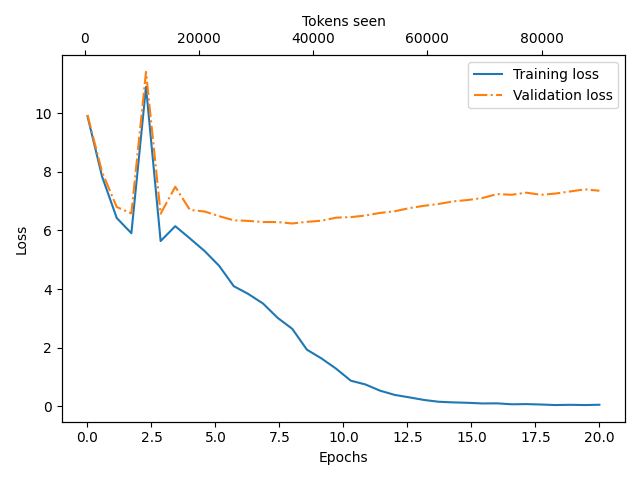 Tokens seen
0 20000 40000 60000 80000
Training loss
Validation loss
10
8
6
4
2
0
Loss
0.0 2.5 5.0 7.5 10.0 12.5 15.0 17.5 20.0
Epochs